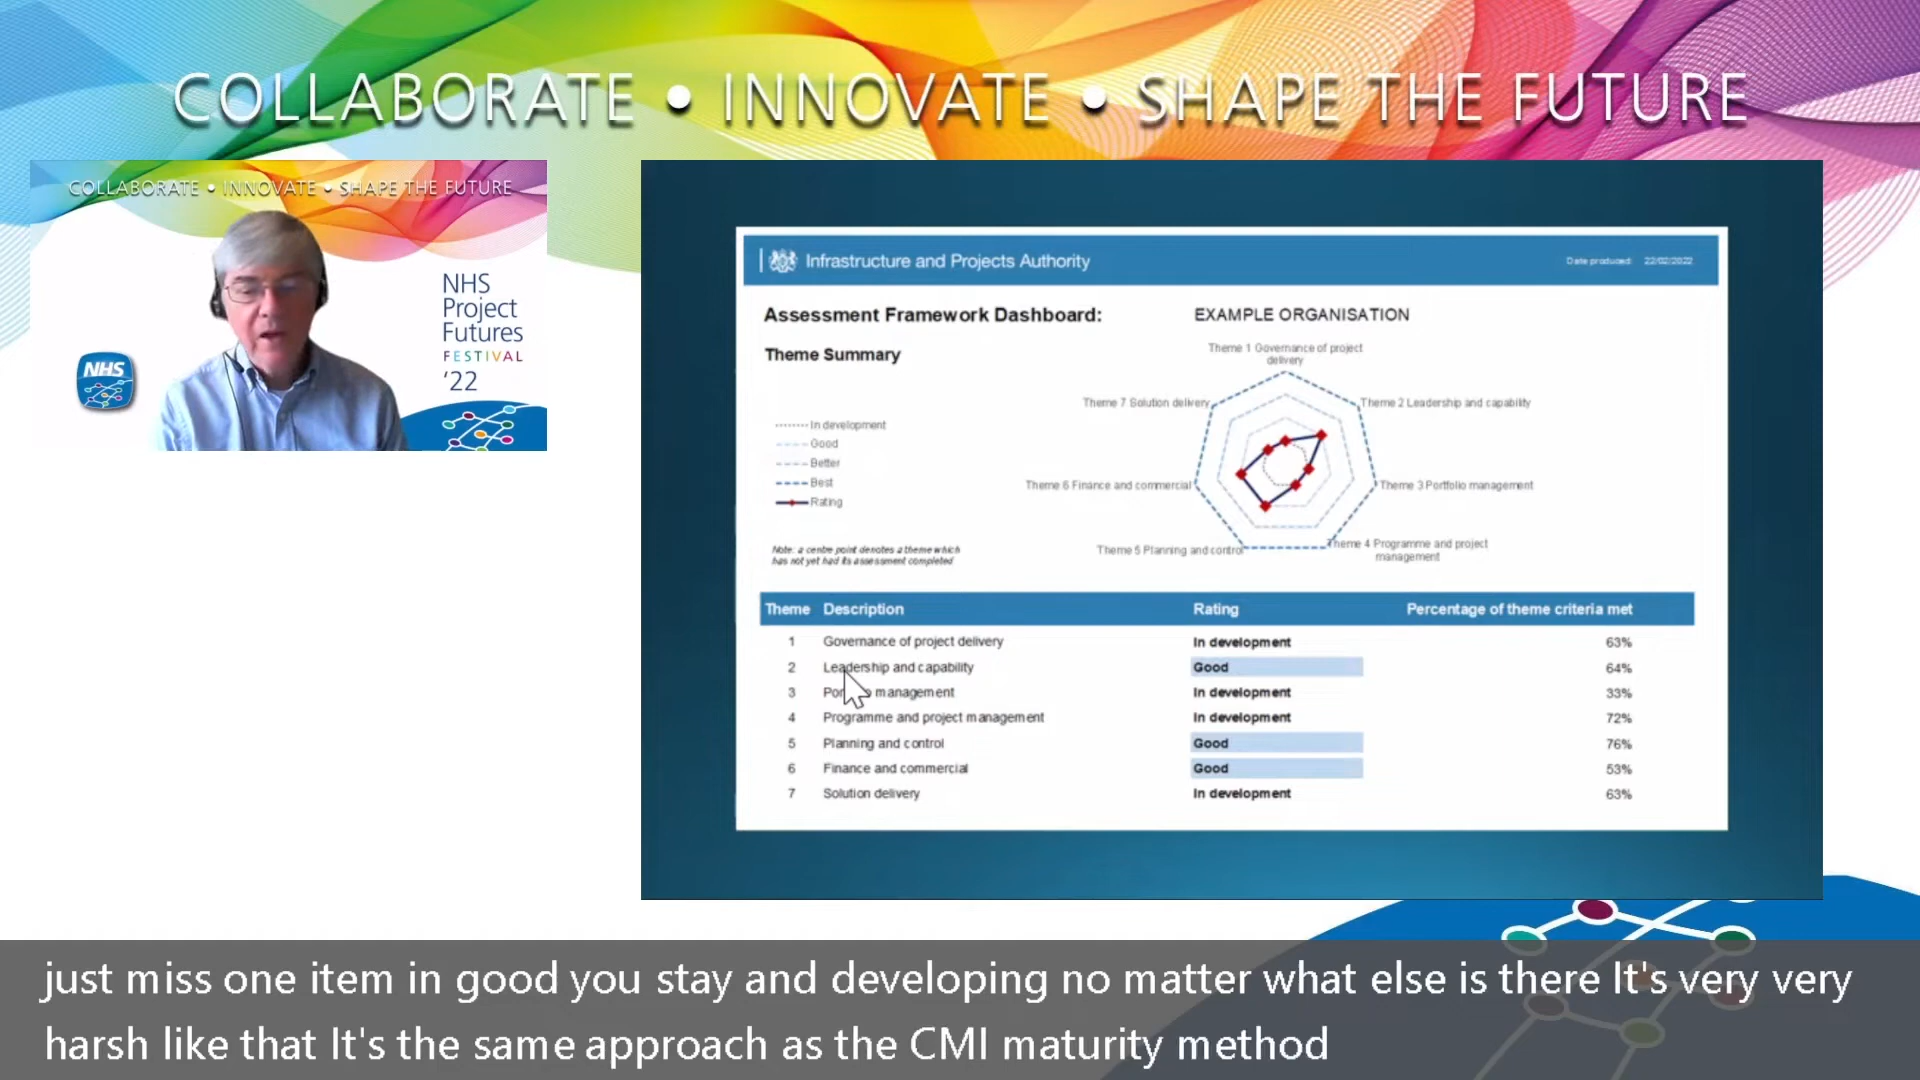 COLLABORATE • INNOVATE • SHAPE THE FUTURE
COLLABORATE • INNOVATE • SHAPE THE FUTURE
NHS
Project
Futures
FESTIVAL
'22
NHS
Infrastructure and Projects Authority
Date produced: 22/02/2022
Assessment Framework Dashboard: EXAMPLE ORGANISATION
Theme Summary
Theme 1 Governance of project
delivery
Theme 7 Solution delivery
Theme 2 Leadership and capability
Theme 6 Finance and commercial
Theme 3 Portfolio management
Theme 5 Planning and control
Theme 4 Programme and project
management
In development
Good
Better
Best
Rating
Note: a centre point denotes a theme which
has not yet had its assessment completed
Theme Description Rating Percentage of theme criteria met
1 Governance of project delivery In development 63%
2 Leadership and capability Good 64%
3 management In development 33%
4 Programme and project management In development 72%
5 Planning and control Good 76%
6 Finance and commercial Good 53%
7 Solution delivery In development 63%
just miss one item in good you stay and developing no matter what else is there It's very very
harsh like that It's the same approach as the CMI maturity method